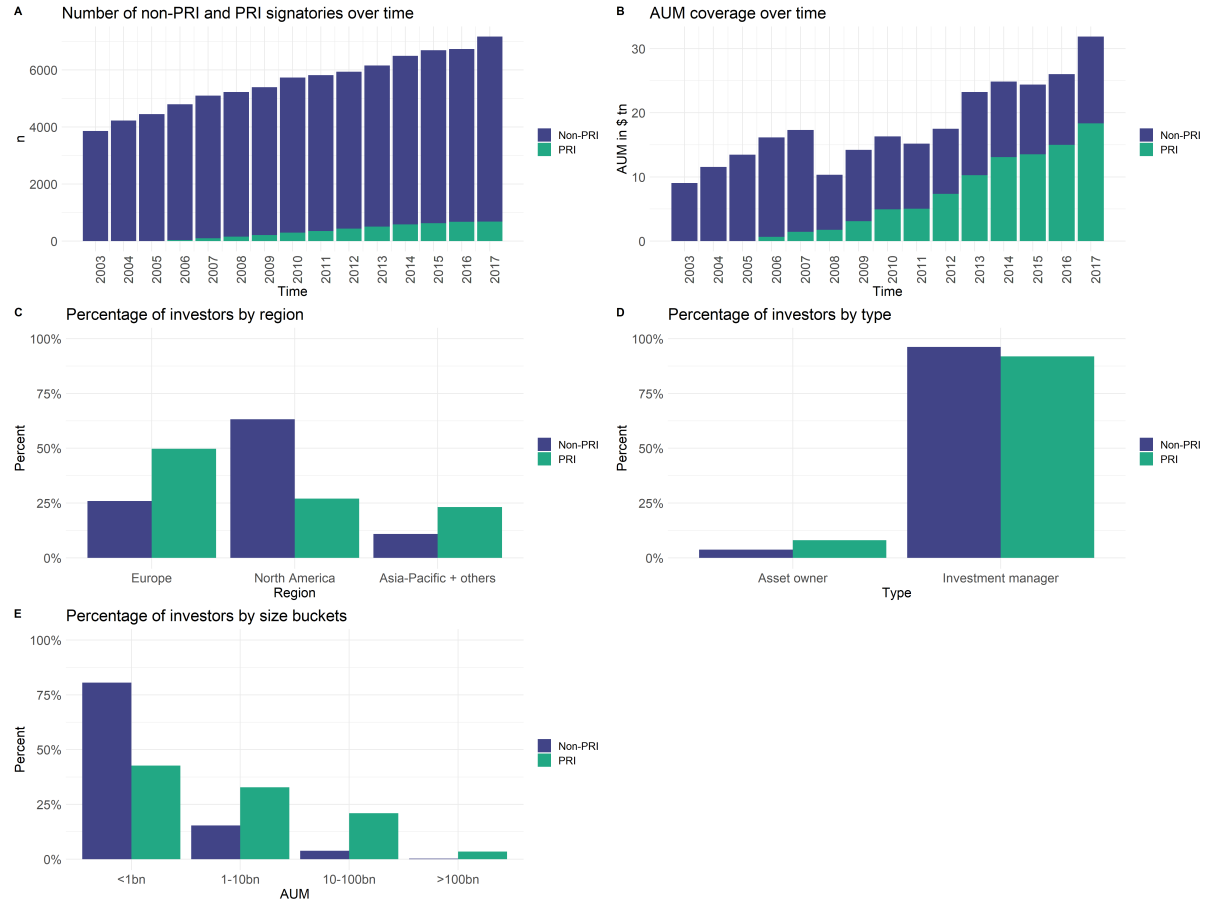 A Number of non-PRI and PRI signatories over time
n
6000
4000
2000
0
2003 2004 2005 2006 2007 2008 2009 2010 2011 2012 2013 2014 2015 2016 2017
Time
Non-PRI
PRI
B AUM coverage over time
AUM in $ tn
30
20
10
0
2003 2004 2005 2006 2007 2008 2009 2010 2011 2012 2013 2014 2015 2016 2017
Time
Non-PRI
PRI
C Percentage of investors by region
Percent
100%
75%
50%
25%
0%
Europe North America Asia-Pacific + others
Region
Non-PRI
PRI
D Percentage of investors by type
Percent
100%
75%
50%
25%
0%
Asset owner Investment manager
Type
Non-PRI
PRI
E Percentage of investors by size buckets
Percent
100%
75%
50%
25%
0%
<1bn 1-10bn 10-100bn >100bn
AUM
Non-PRI
PRI